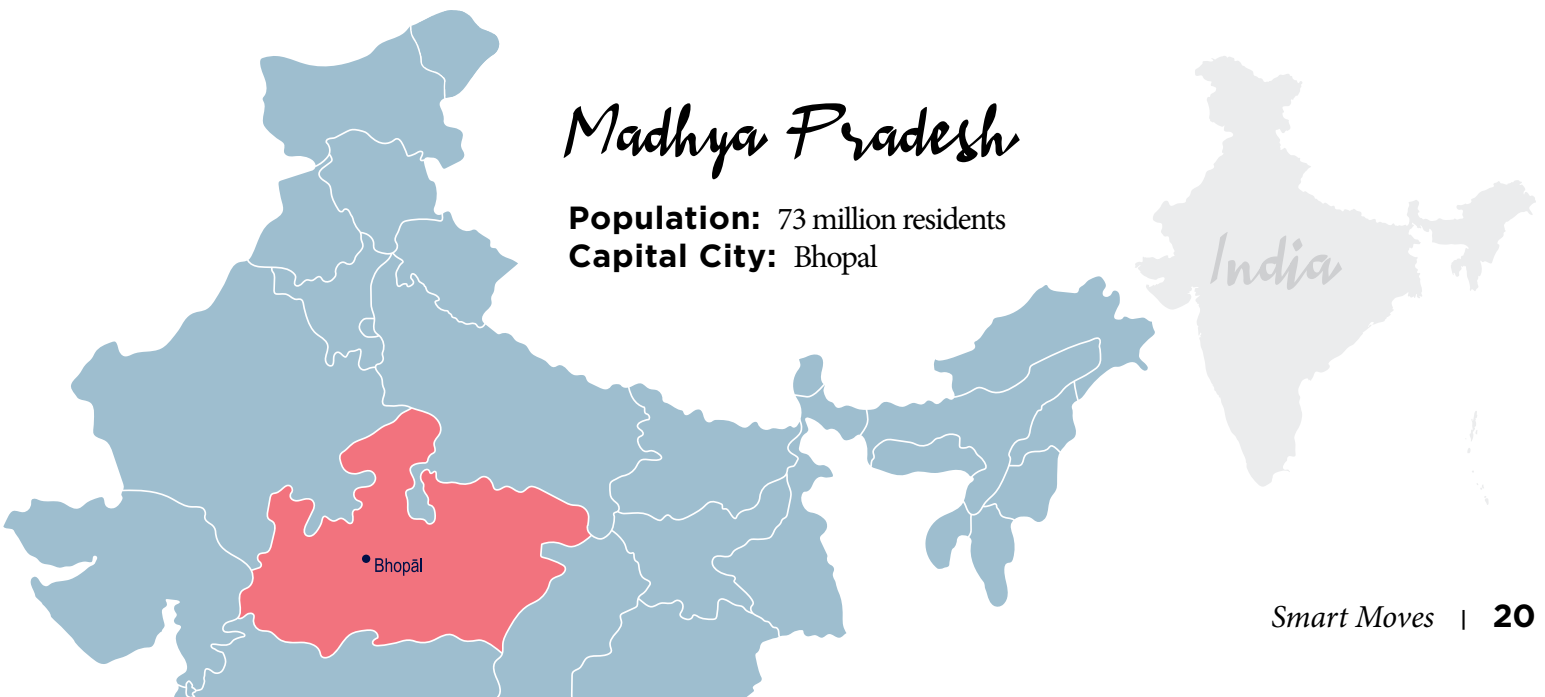 Madhya Pradesh
Population: 73 million residents
Capital City: Bhopal
India
Bhopāl
Smart Moves | 20